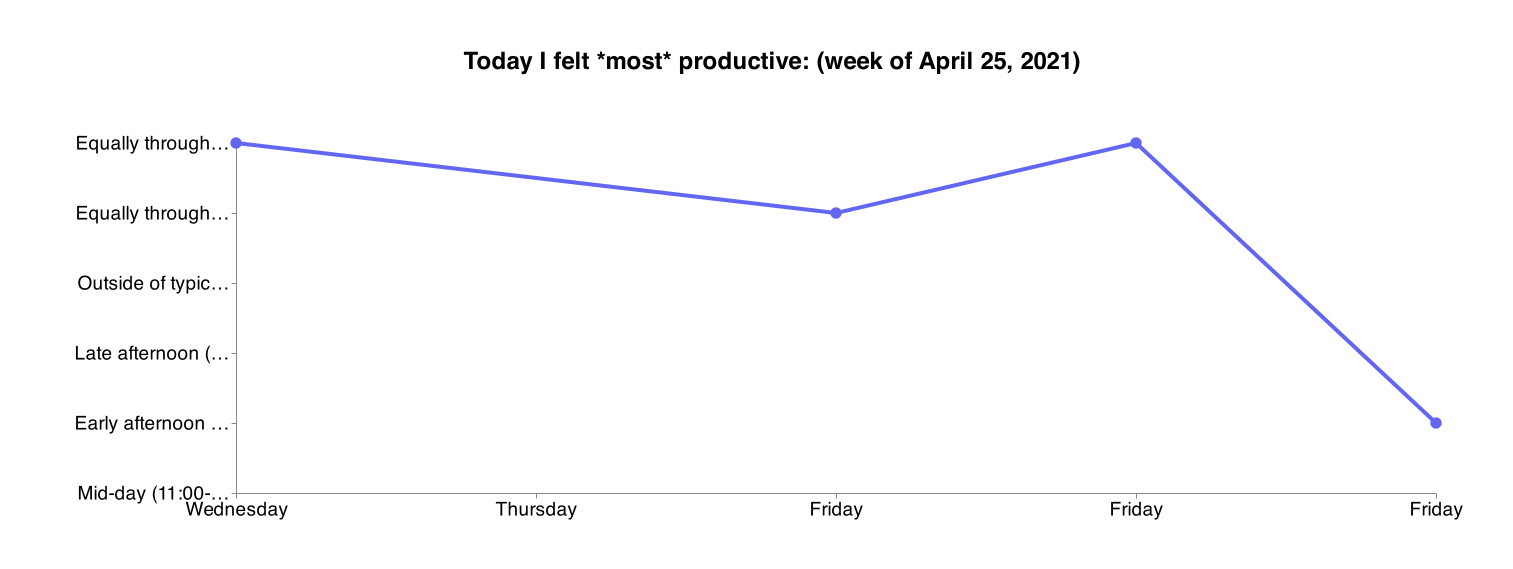 Today I felt *most* productive: (week of April 25, 2021)
Equally through…
Equally through…
Outside of typic…
Late afternoon (…
Early afternoon …
Mid-day (11:00-…
Wednesday Thursday Friday Friday Friday